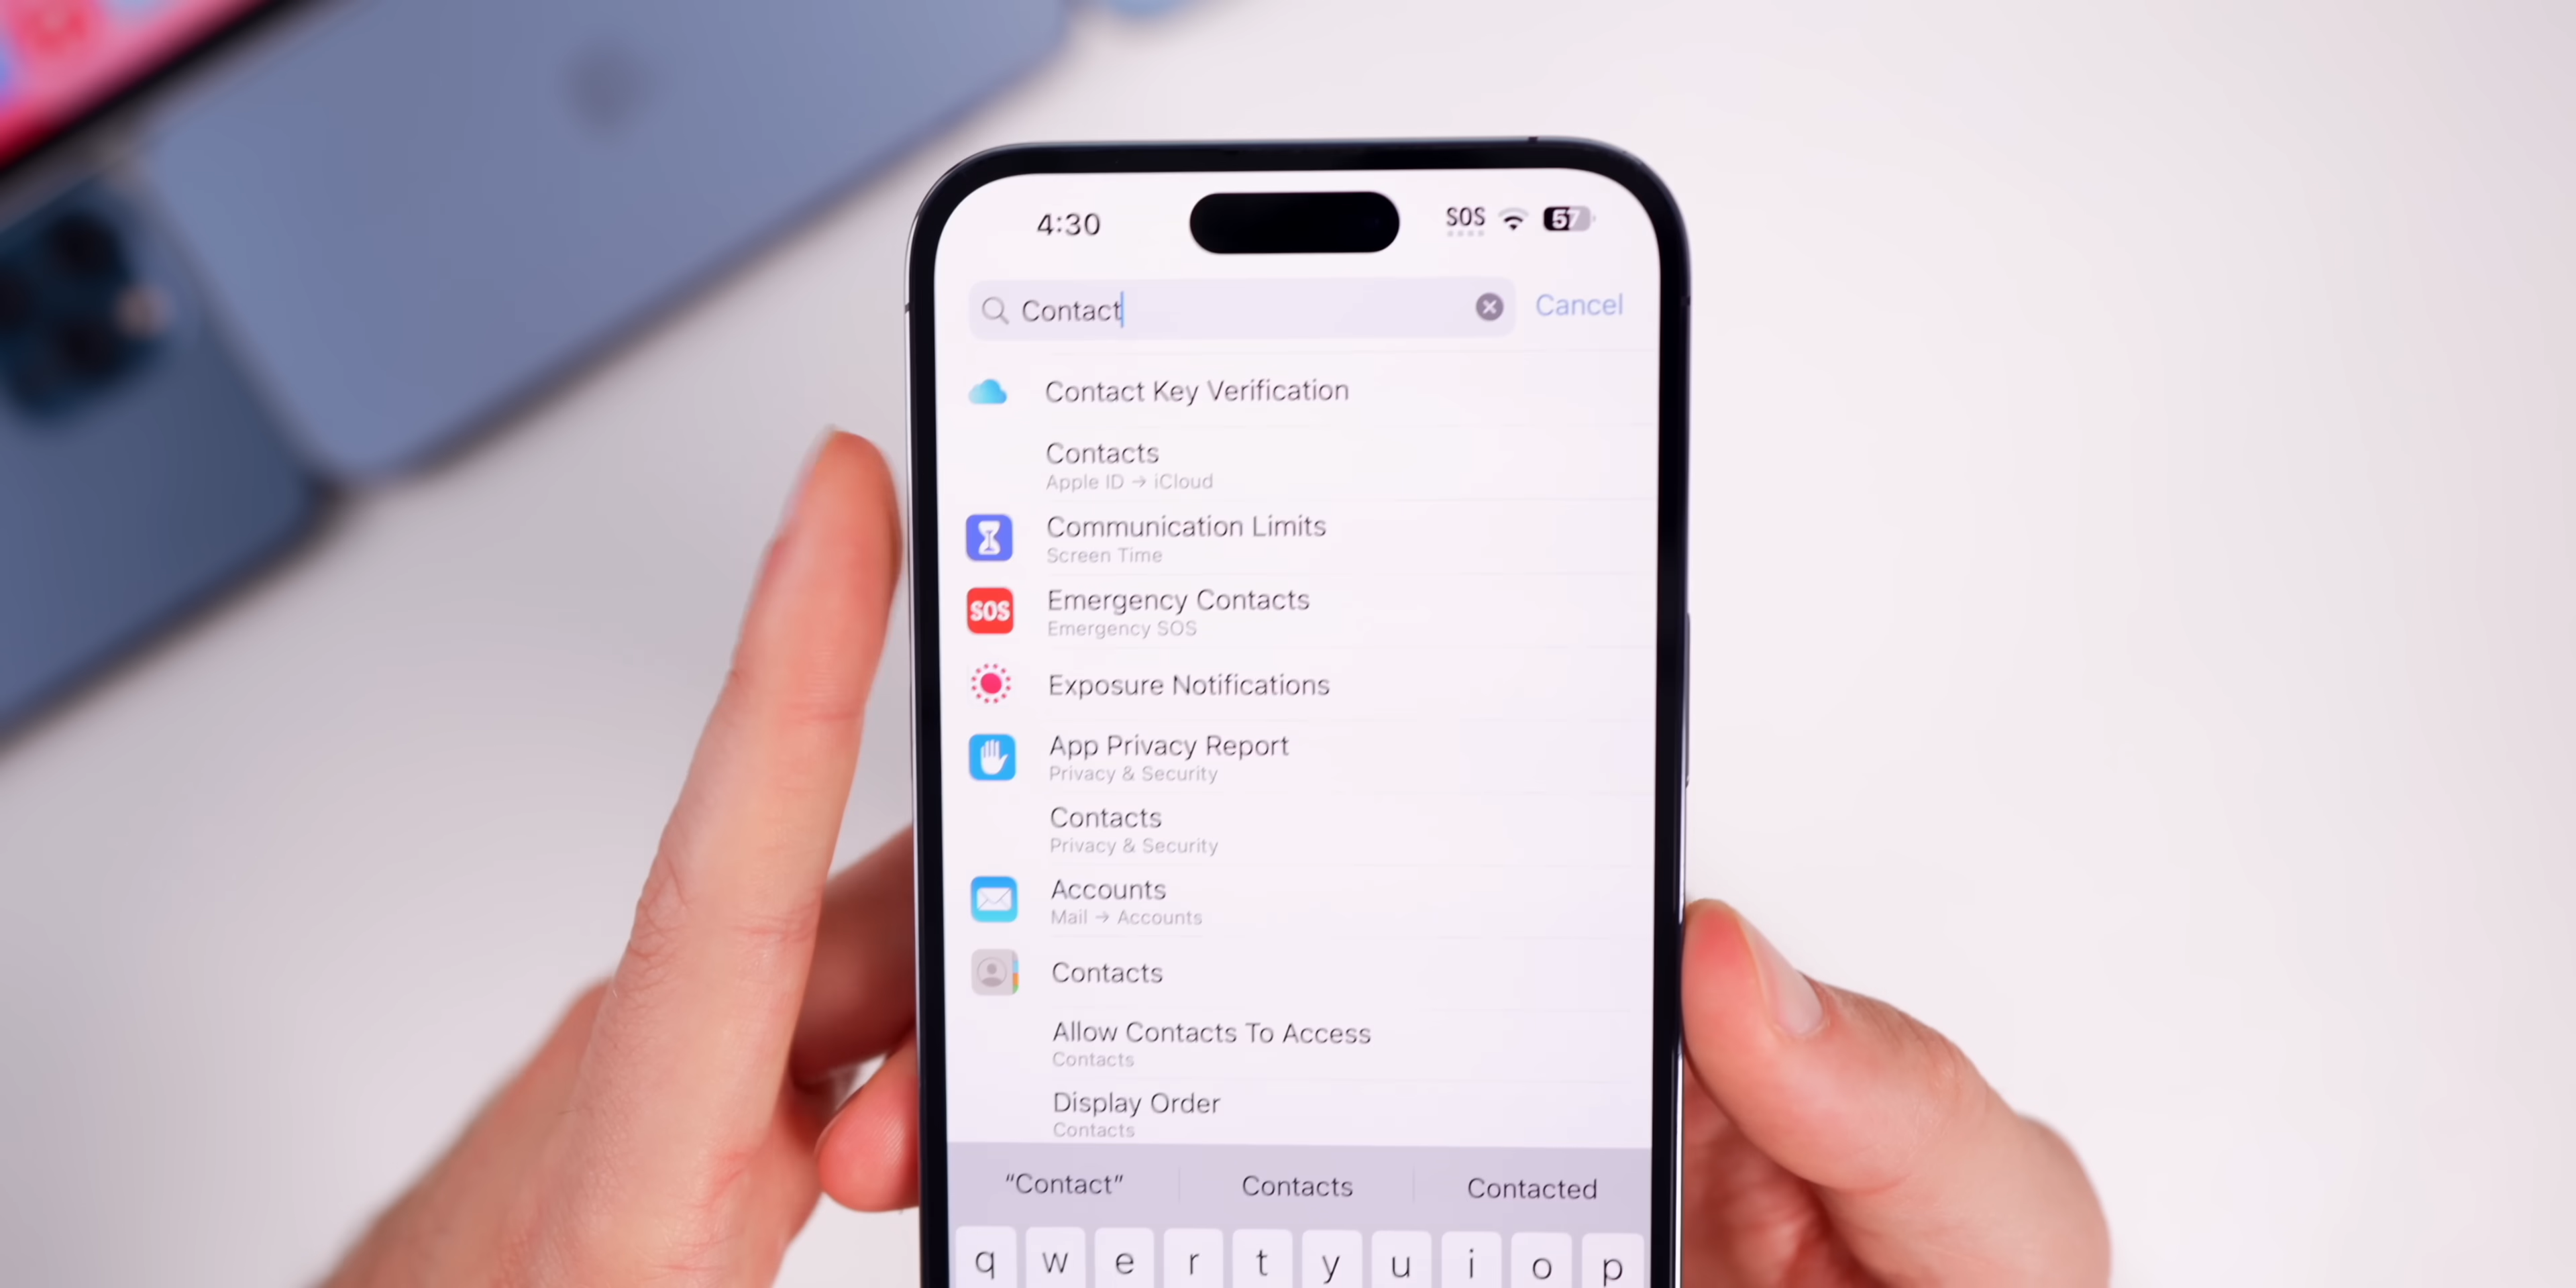 4:30 SOS 57
Contact Cancel
Contact Key Verification
Contacts
Apple ID → iCloud
Communication Limits
Screen Time
SOS Emergency Contacts
Emergency SOS
Exposure Notifications
App Privacy Report
Privacy & Security
Contacts
Privacy & Security
Accounts
Mail → Accounts
Contacts
Allow Contacts To Access
Contacts
Display Order
Contacts
“Contact” Contacts Contacted
q w e r t y u i o p